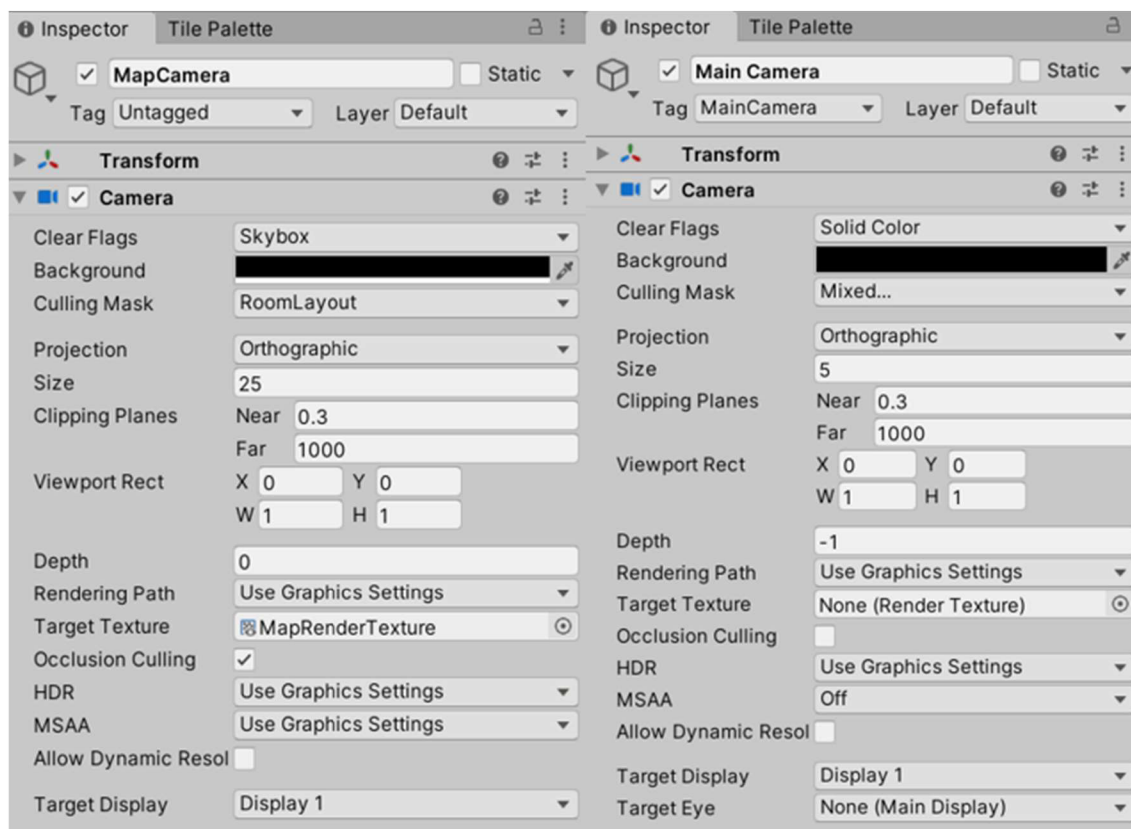 Inspector Tile Palette
MapCamera Static
Tag Untagged Layer Default
Transform
Camera
Clear Flags Skybox
Background
Culling Mask RoomLayout
Projection Orthographic
Size 25
Clipping Planes Near 0.3
Far 1000
Viewport Rect X 0 Y 0
W 1 H 1
Depth 0
Rendering Path Use Graphics Settings
Target Texture MapRenderTexture
Occlusion Culling
HDR Use Graphics Settings
MSAA Use Graphics Settings
Allow Dynamic Resol
Target Display Display 1
Inspector Tile Palette
Main Camera Static
Tag MainCamera Layer Default
Transform
Camera
Clear Flags Solid Color
Background
Culling Mask Mixed...
Projection Orthographic
Size 5
Clipping Planes Near 0.3
Far 1000
Viewport Rect X 0 Y 0
W 1 H 1
Depth -1
Rendering Path Use Graphics Settings
Target Texture None (Render Texture)
Occlusion Culling
HDR Use Graphics Settings
MSAA Off
Allow Dynamic Resol
Target Display Display 1
Target Eye None (Main Display)